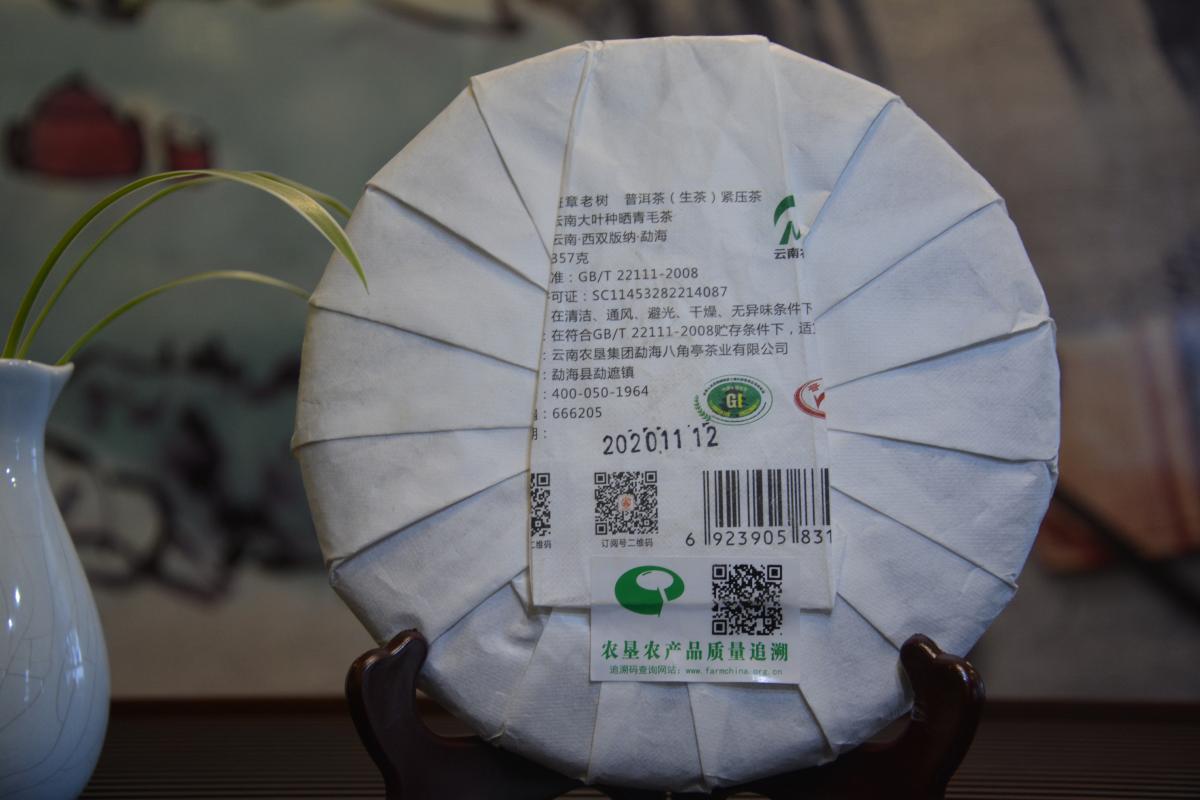 章老树 普洱茶（生茶）紧压茶
云南大叶种晒青毛茶
云南·西双版纳·勐海
357克
准：GB/T 22111-2008
可证：SC11453282214087
在清洁、通风、避光、干燥、无异味条件下
：在符合GB/T 22111-2008贮存条件下，适
：云南农垦集团勐海八角亭茶业有限公司
：勐海县勐遮镇
：400-050-1964
：666205
期：
云南
GI
20201112
二维码
订阅号二维码
6 923905 831
农垦农产品质量追溯
追溯码查询网站：www.farmchina.org.cn